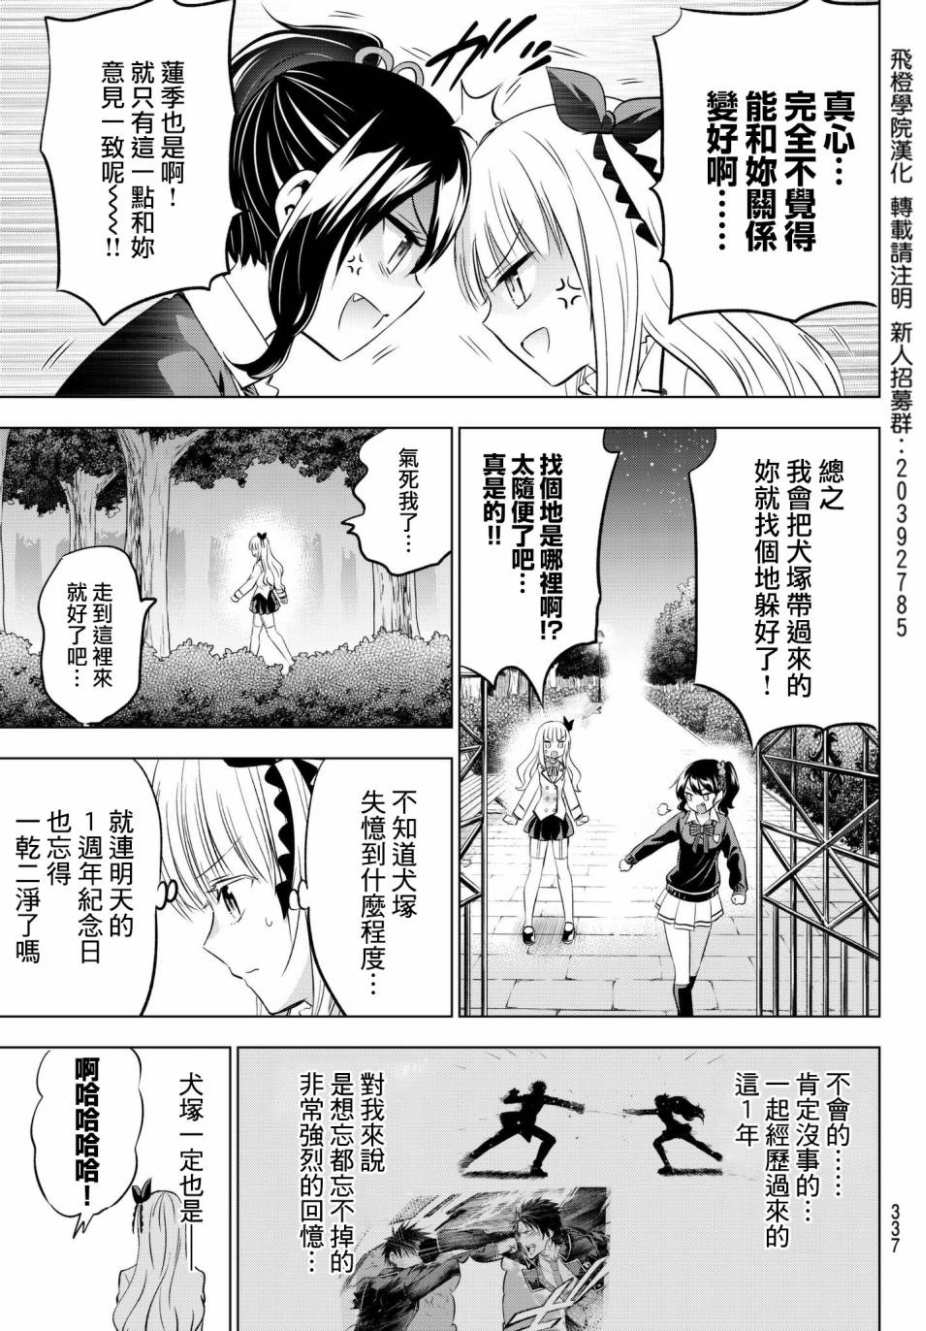 飛橙學院漢化 轉載請注明 新人招募群:203927785
真心…
完全不覺得
能和妳關係
變好啊……
蓮季也是啊！
就只有這一點和妳
意見一致呢～～～!!
總之
我會把犬塚帶過來的
妳就找個地躲好了！
找個地是哪裡啊!?
太隨便了吧…
真是的!!
氣死我了…
走到這裡來
就好了吧…
不知道犬塚
失憶到什麼程度…
就連明天的
1週年紀念日
也忘得
一乾二淨了嗎
不會的……
肯定沒事的…
一起經歷過來的
這1年
對我來說
是想忘都忘不掉的
非常強烈的回憶…
犬塚一定也是——
啊哈哈哈哈！
337